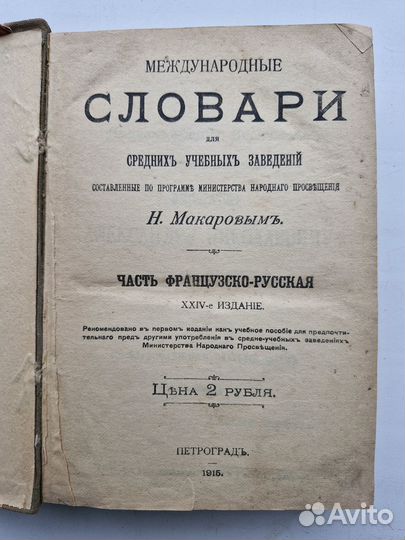 МЕЖДУНАРОДНЫЕ
СЛОВАРИ
для
СРЕДНИХЪ УЧЕБНЫХЪ ЗАВЕДЕНІЙ
СОСТАВЛЕННЫЕ ПО ПРОГРАММѢ МИНИСТЕРСТВА НАРОДНАГО ПРОСВѢЩЕНІЯ
Н. Макаровымъ.
ЧАСТЬ ФРАНЦУЗСКО-РУССКАЯ
XXIV-е ИЗДАНІЕ.
Рекомендовано въ первомъ изданіи какъ учебное пособіе для предпочти-
тельнаго предъ другими употребленія въ средне-учебныхъ заведеніяхъ
Министерства Народнаго Просвѣщенія.
Цѣна 2 рубля.
ПЕТРОГРАДЪ.
1915.
Avito